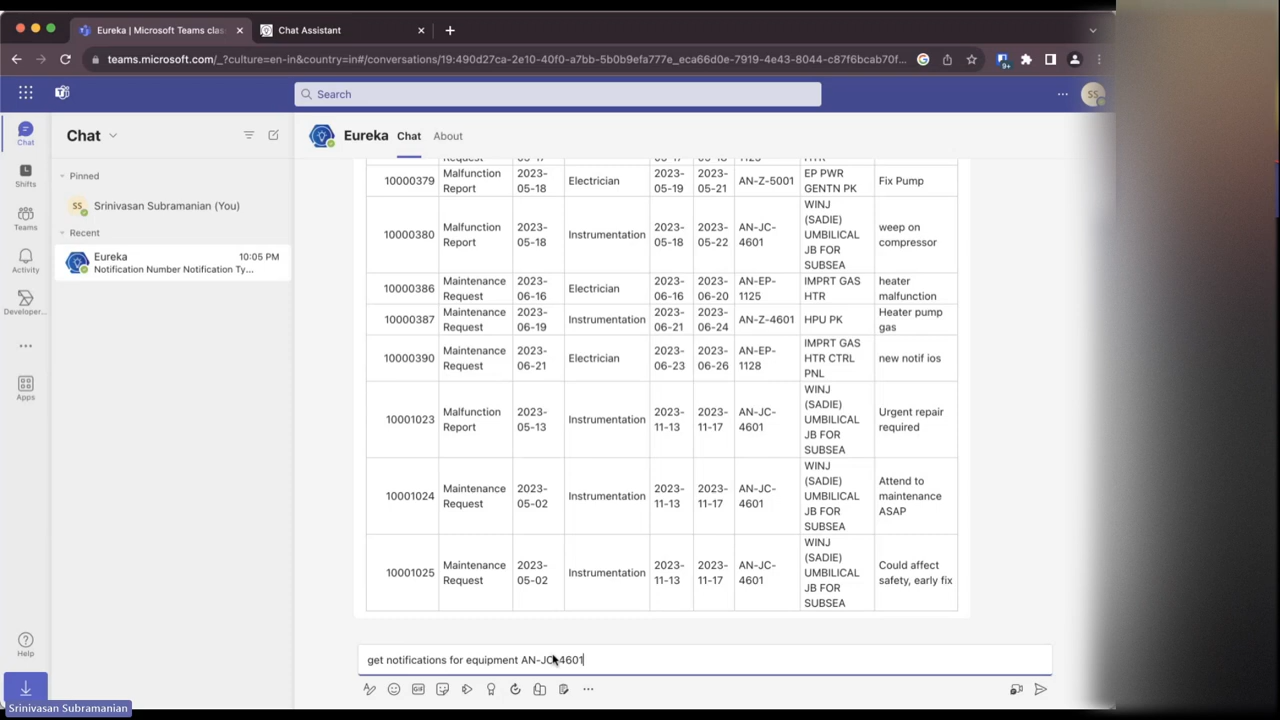 Eureka | Microsoft Teams clas
Chat Assistant
teams.microsoft.com/_?culture=en-in&country=in#/conversations/19:490d27ca-2e10-40f0-a7bb-5b0b9efa777e_eca66d0e-7919-4e43-8044-c87f6bcab70f...
9+
Search
SS
Chat
Shifts
Teams
Activity
Developer...
Apps
Help
Chat
Pinned
SS
Srinivasan Subramanian (You)
Recent
Eureka 10:05 PM
Notification Number Notification Ty...
Eureka Chat About
10000379 Malfunction Report 2023-05-18 Electrician 2023-05-19 2023-05-21 AN-Z-5001 EP PWR GENTN PK Fix Pump
10000380 Malfunction Report 2023-05-18 Instrumentation 2023-05-18 2023-05-22 AN-JC-4601 WINJ (SADIE) UMBILICAL JB FOR SUBSEA weep on compressor
10000386 Maintenance Request 2023-06-16 Electrician 2023-06-16 2023-06-20 AN-EP-1125 IMPRT GAS HTR heater malfunction
10000387 Maintenance Request 2023-06-19 Instrumentation 2023-06-21 2023-06-24 AN-Z-4601 HPU PK Heater pump gas
10000390 Maintenance Request 2023-06-21 Electrician 2023-06-23 2023-06-26 AN-EP-1128 IMPRT GAS HTR CTRL PNL new notif ios
10001023 Malfunction Report 2023-05-13 Instrumentation 2023-11-13 2023-11-17 AN-JC-4601 WINJ (SADIE) UMBILICAL JB FOR SUBSEA Urgent repair required
10001024 Maintenance Request 2023-05-02 Instrumentation 2023-11-13 2023-11-17 AN-JC-4601 WINJ (SADIE) UMBILICAL JB FOR SUBSEA Attend to maintenance ASAP
10001025 Maintenance Request 2023-05-02 Instrumentation 2023-11-13 2023-11-17 AN-JC-4601 WINJ (SADIE) UMBILICAL JB FOR SUBSEA Could affect safety, early fix
get notifications for equipment AN-JC-4601
GIF
Srinivasan Subramanian